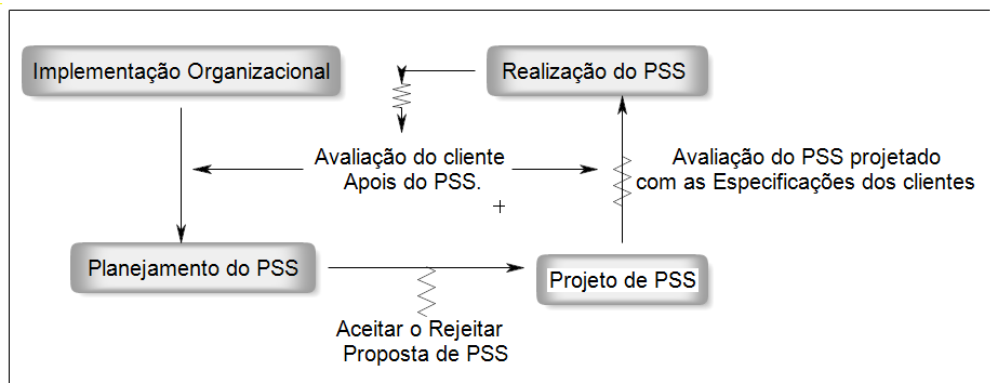 Implementação Organizacional
Realização do PSS
Avaliação do cliente
Apois do PSS.
Avaliação do PSS projetado
com as Especificações dos clientes
Planejamento do PSS
Projeto de PSS
Aceitar o Rejeitar
Proposta de PSS